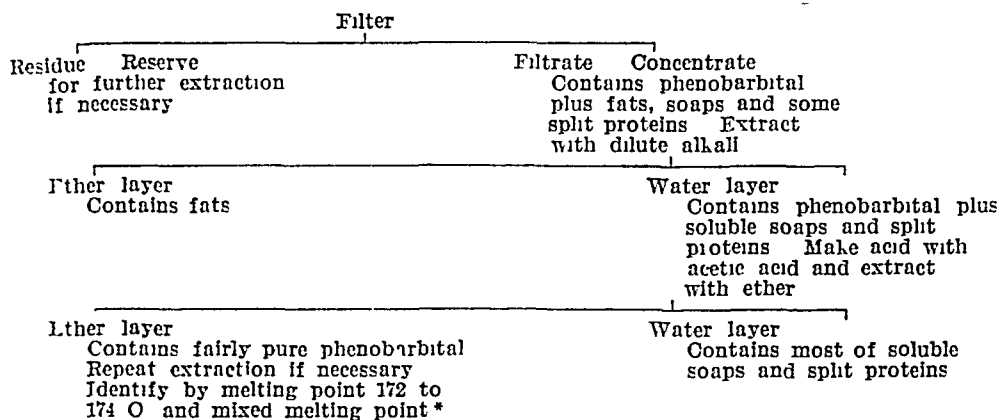 Filter
Residue Reserve
for further extraction
if necessary
Filtrate Concentrate
Contains phenobarbital
plus fats, soaps and some
split proteins Extract
with dilute alkali
Ether layer
Contains fats
Water layer
Contains phenobarbital plus
soluble soaps and split
proteins Make acid with
acetic acid and extract
with ether
Ether layer
Contains fairly pure phenobarbital
Repeat extraction if necessary
Identify by melting point 172 to
174 O and mixed melting point *
Water layer
Contains most of soluble
soaps and split proteins